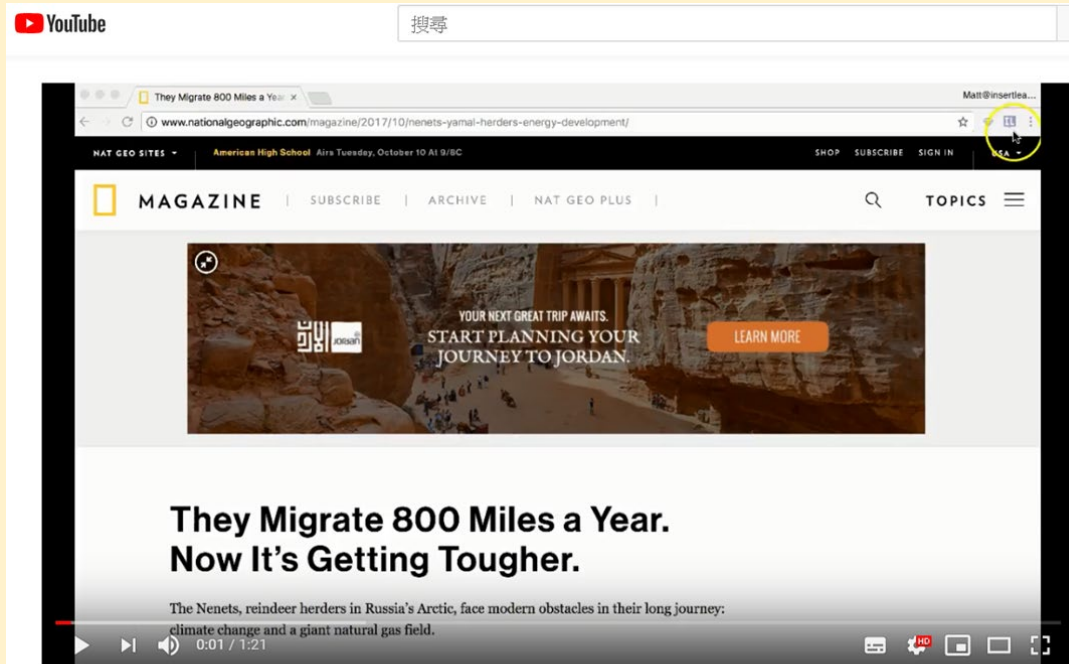 YouTube
搜尋
They Migrate 800 Miles a Year
Matt@insertlea...
www.nationalgeographic.com/magazine/2017/10/nenets-yamal-herders-energy-development/
NAT GEO SITES
American High School Airs Tuesday, October 10 At 9/8C
SHOP SUBSCRIBE SIGN IN USA
MAGAZINE | SUBSCRIBE | ARCHIVE | NAT GEO PLUS |
TOPICS
YOUR NEXT GREAT TRIP AWAITS.
START PLANNING YOUR
JOURNEY TO JORDAN.
Jordan
LEARN MORE
They Migrate 800 Miles a Year.
Now It's Getting Tougher.
The Nenets, reindeer herders in Russia's Arctic, face modern obstacles in their long journey:
climate change and a giant natural gas field.
0:01 / 1:21
HD